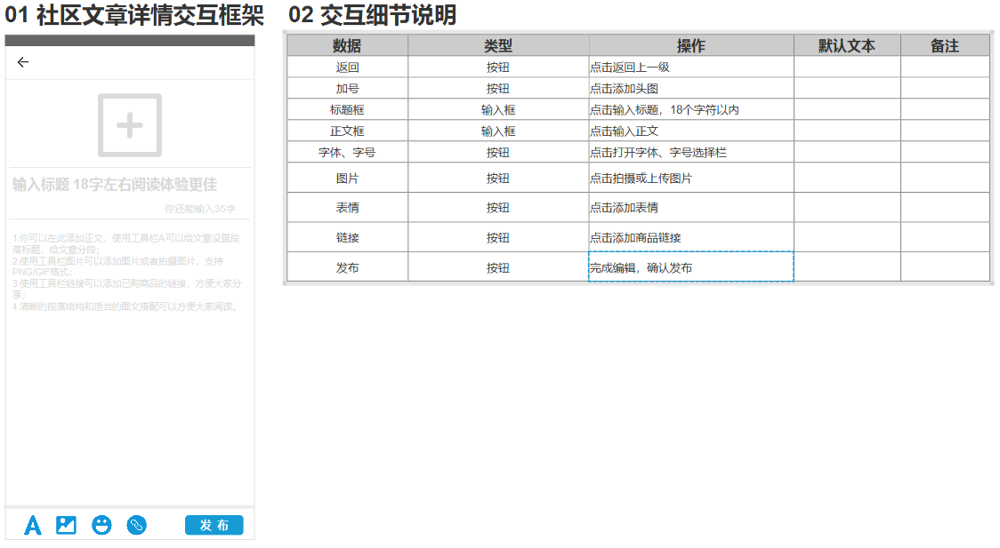 01 社区文章详情交互框架
输入标题 18字左右阅读体验更佳
你还能输入35字
1.你可以在此添加正文，使用工具栏A可以给文章设置段
落标题，给文章分段；
2.使用工具栏图片可以添加图片或者拍摄图片，支持
PNG/GIF格式；
3.使用工具栏链接可以添加已购商品的链接，方便大家分
享；
4.清晰的段落结构和适当的图文搭配可以方便大家阅读。
发 布
02 交互细节说明
数据 类型 操作 默认文本 备注
返回 按钮 点击返回上一级
加号 按钮 点击添加头图
标题框 输入框 点击输入标题，18个字符以内
正文框 输入框 点击输入正文
字体、字号 按钮 点击打开字体、字号选择栏
图片 按钮 点击拍摄或上传图片
表情 按钮 点击添加表情
链接 按钮 点击添加商品链接
发布 按钮 完成编辑，确认发布